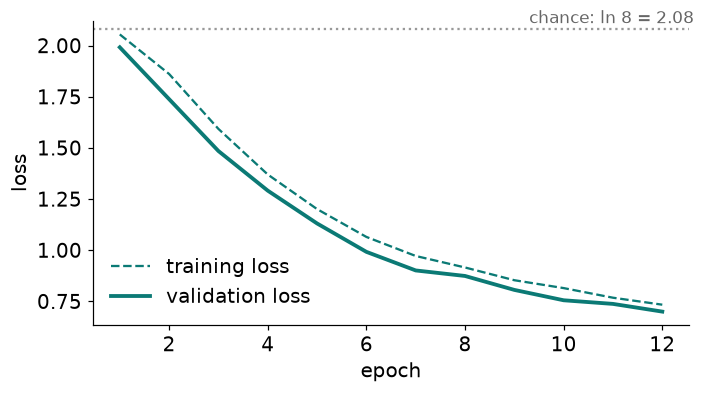 chance: ln 8 = 2.08
2.00
1.75
1.50
1.25
1.00
0.75
loss
training loss
validation loss
2 4 6 8 10 12
epoch